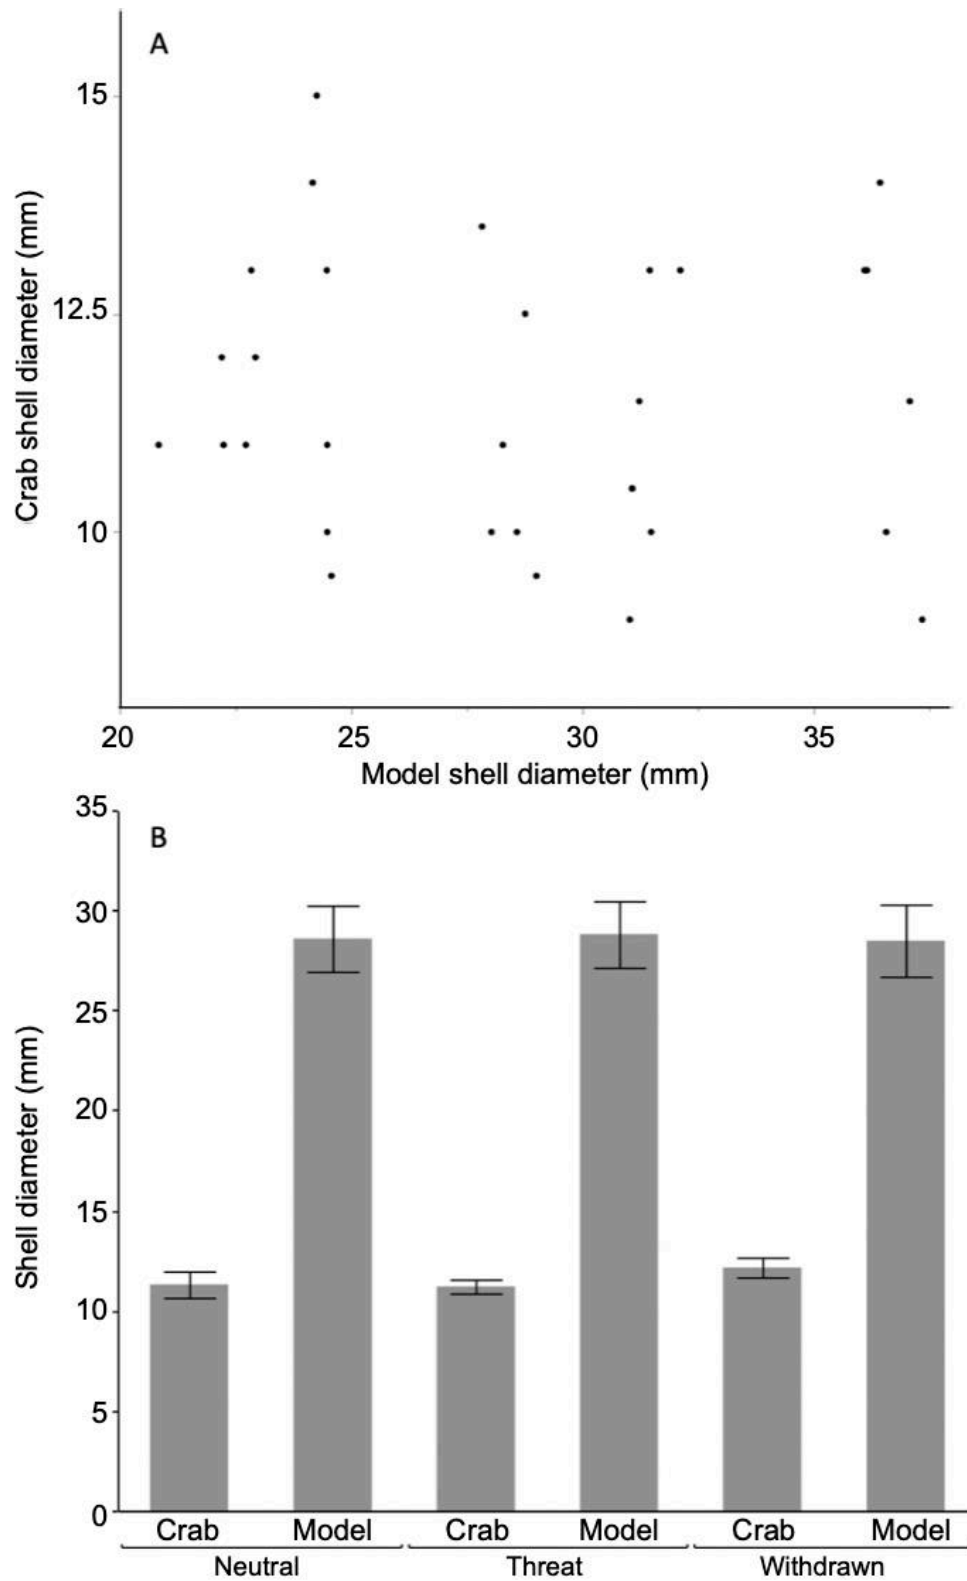 A
15
12.5
10
Crab shell diameter (mm)
20 25 30 35
Model shell diameter (mm)
B
35
30
25
20
15
10
5
0
Shell diameter (mm)
Crab Model Crab Model Crab Model
Neutral Threat Withdrawn